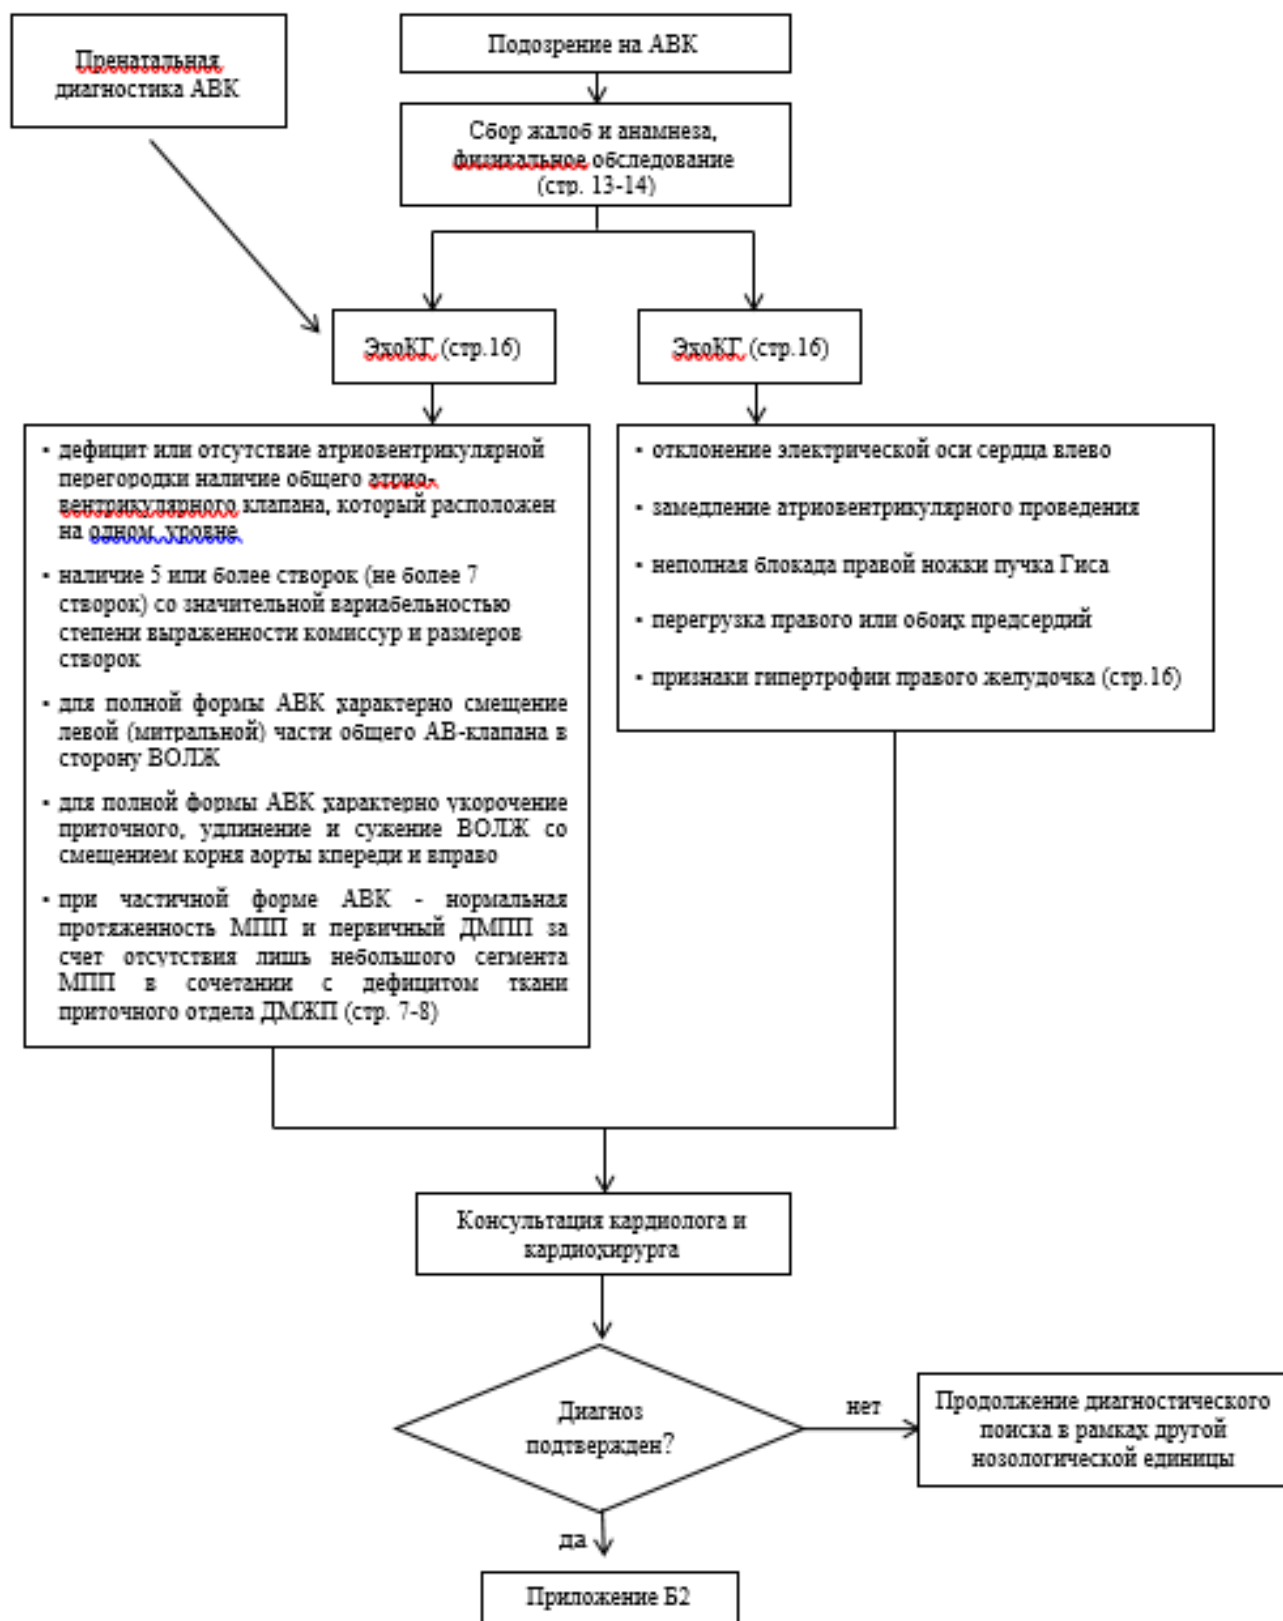 Пренатальная
диагностика АВК
Подозрение на АВК
Сбор жалоб и анамнеза,
физикальное обследование
(стр. 13-14)
ЭхоКГ (стр.16)
ЭхоКГ (стр.16)
▪ дефицит или отсутствие атриовентрикулярной
перегородки наличие общего атрио-
вентрикулярного клапана, который расположен
на одном уровне
▪ наличие 5 или более створок (не более 7
створок) со значительной вариабельностью
степени выраженности комиссур и размеров
створок
▪ для полной формы АВК характерно смещение
левой (митральной) части общего АВ-клапана в
сторону ВОЛЖ
▪ для полной формы АВК характерно укорочение
приточного, удлинение и сужение ВОЛЖ со
смещением корня аорты кпереди и вправо
▪ при частичной форме АВК - нормальная
протяженность МПП и первичный ДМПП за
счет отсутствия лишь небольшого сегмента
МПП в сочетании с дефицитом ткани
приточного отдела ДМЖП (стр. 7-8)
▪ отклонение электрической оси сердца влево
▪ замедление атриовентрикулярного проведения
▪ неполная блокада правой ножки пучка Гиса
▪ перегрузка правого или обоих предсердий
▪ признаки гипертрофии правого желудочка (стр.16)
Консультация кардиолога и
кардиохирурга
Диагноз
подтвержден?
нет
Продолжение диагностического
поиска в рамках другой
нозологической единицы
да
Приложение Б2